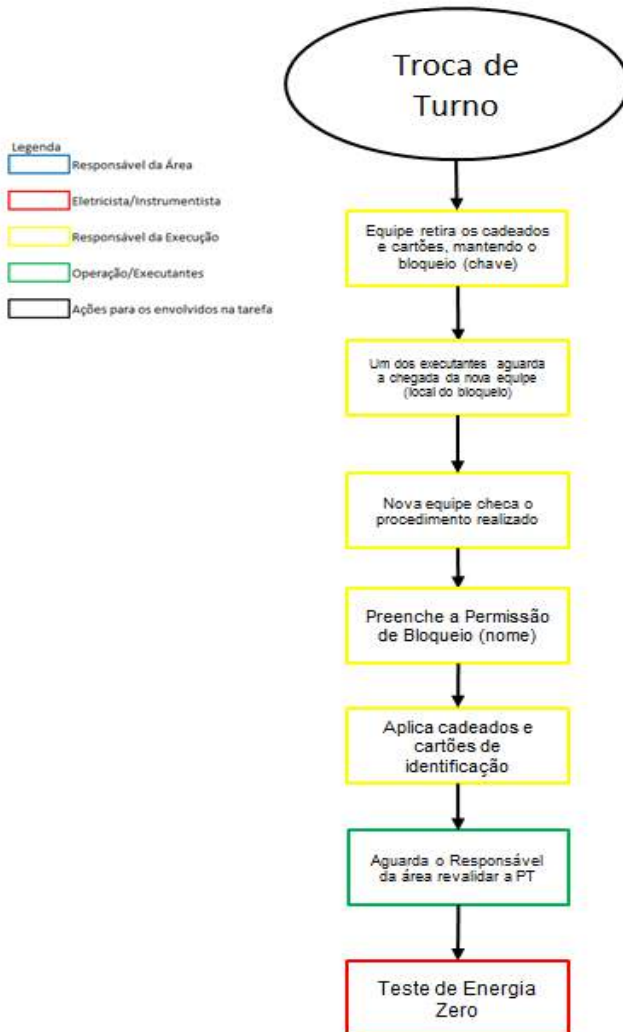 Troca de
Turno
Legenda
Responsável da Área
Eletricista/Instrumentista
Responsável da Execução
Operação/Executantes
Ações para os envolvidos na tarefa
Equipe retira os cadeados
e cartões, mantendo o
bloqueio (chave)
Um dos executantes aguarda
a chegada da nova equipe
(local do bloqueio)
Nova equipe checa o
procedimento realizado
Preenche a Permissão
de Bloqueio (nome)
Aplica cadeados e
cartões de
identificação
Aguarda o Responsável
da área revalidar a PT
Teste de Energia
Zero